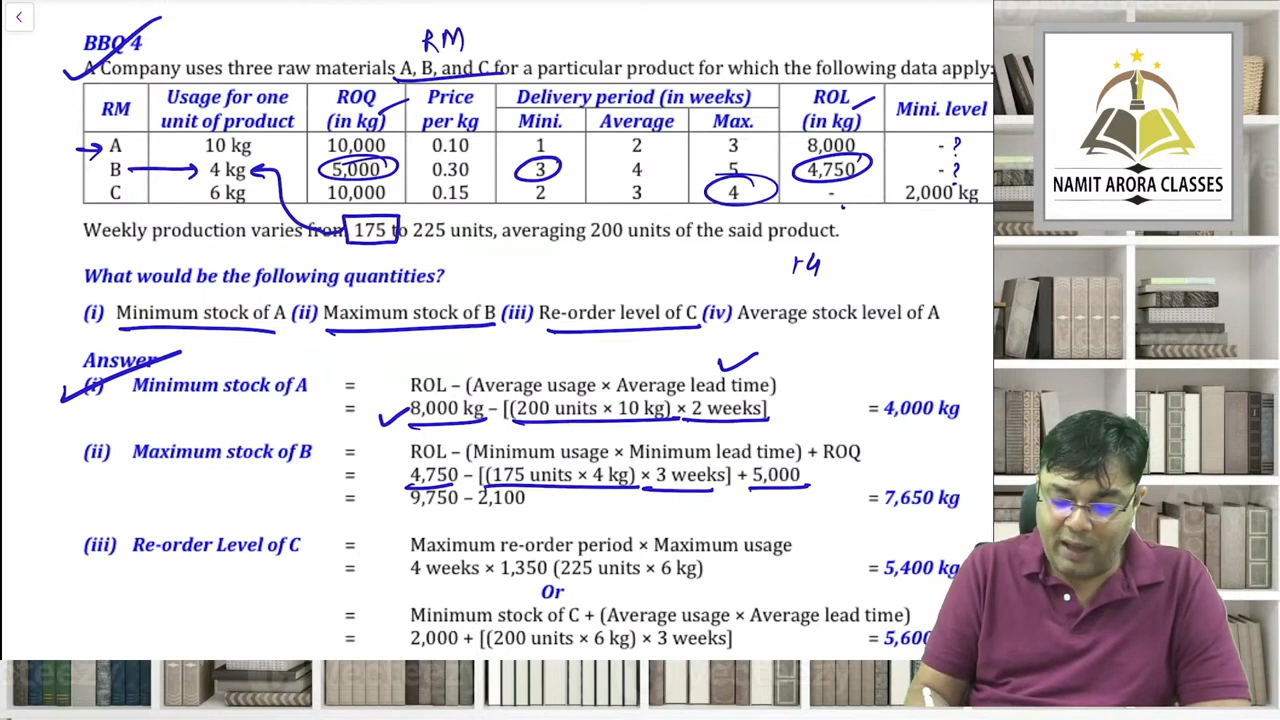 BBQ 4
RM
A Company uses three raw materials A, B, and C for a particular product for which the following data apply:
RM Usage for one unit of product ROQ (in kg) Price per kg Delivery period (in weeks) ROL (in kg) Mini. level
Mini. Average Max.
A 10 kg 10,000 0.10 1 2 3 8,000 - ?
B 4 kg 5,000 0.30 3 4 5 4,750 - ?
C 6 kg 10,000 0.15 2 3 4 - 2,000 kg
Weekly production varies from 175 to 225 units, averaging 200 units of the said product.
What would be the following quantities?
(i) Minimum stock of A (ii) Maximum stock of B (iii) Re-order level of C (iv) Average stock level of A
Answer
(i) Minimum stock of A = ROL – (Average usage × Average lead time)
= 8,000 kg – [(200 units × 10 kg) × 2 weeks] = 4,000 kg
(ii) Maximum stock of B = ROL – (Minimum usage × Minimum lead time) + ROQ
= 4,750 – [(175 units × 4 kg) × 3 weeks] + 5,000
= 9,750 – 2,100 = 7,650 kg
(iii) Re-order Level of C = Maximum re-order period × Maximum usage
= 4 weeks × 1,350 (225 units × 6 kg) = 5,400 kg
Or
= Minimum stock of C + (Average usage × Average lead time)
= 2,000 + [(200 units × 6 kg) × 3 weeks] = 5,600
NAMIT ARORA CLASSES